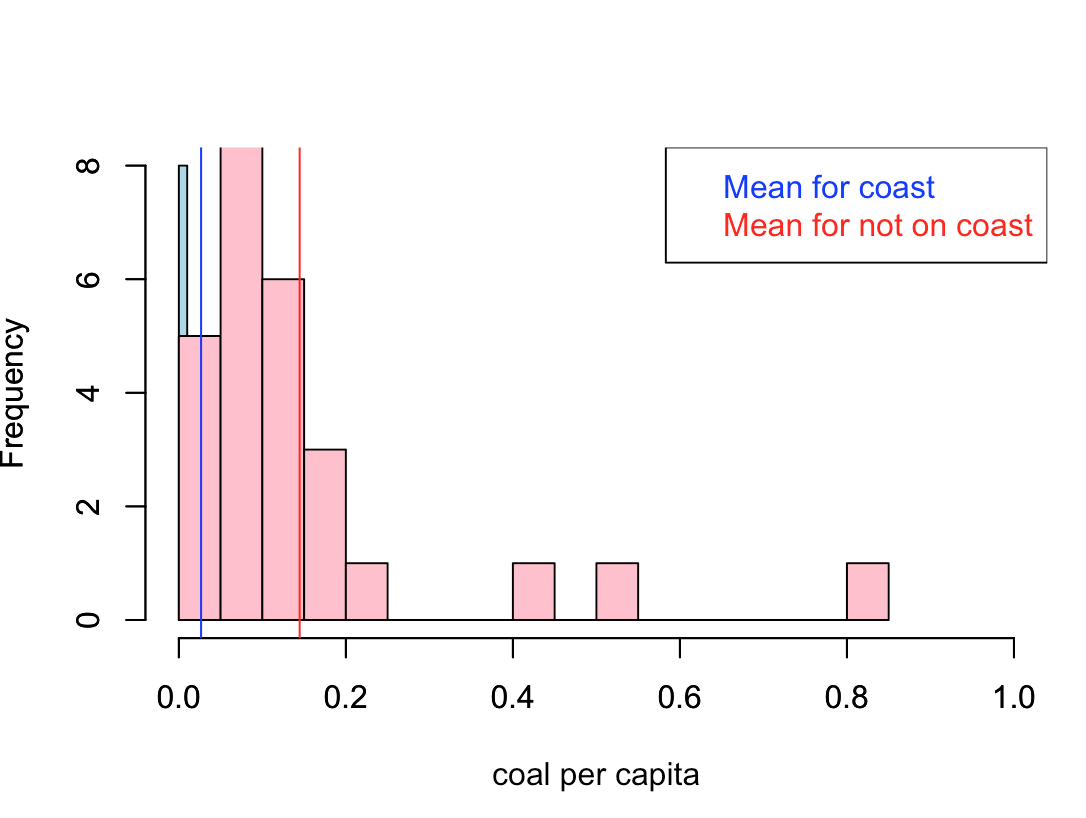 Mean for coast
Mean for not on coast
8
6
4
2
0
Frequency
0.0 0.2 0.4 0.6 0.8 1.0
coal per capita